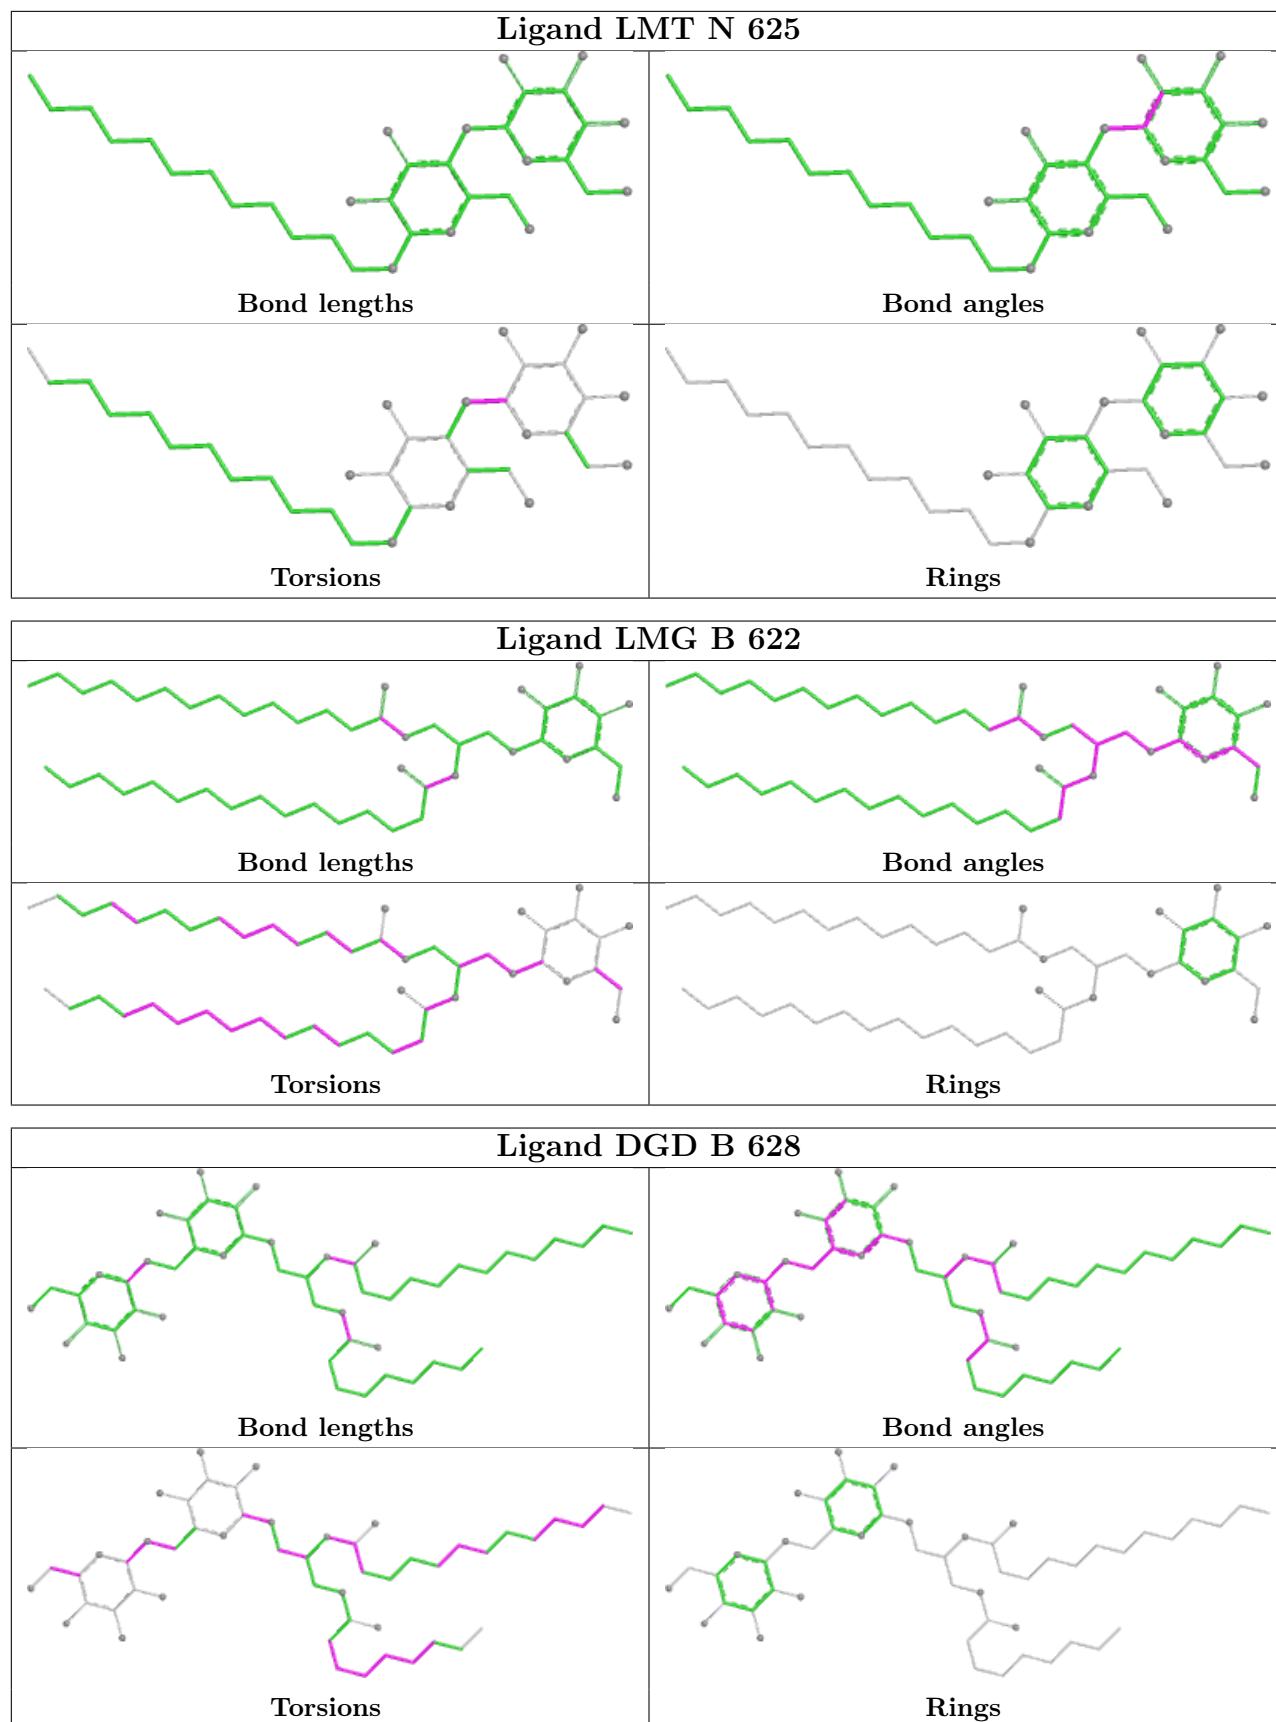 Ligand LMT N 625
Bond lengths
Bond angles
Torsions
Rings
Ligand LMG B 622
Bond lengths
Bond angles
Torsions
Rings
Ligand DGD B 628
Bond lengths
Bond angles
Torsions
Rings